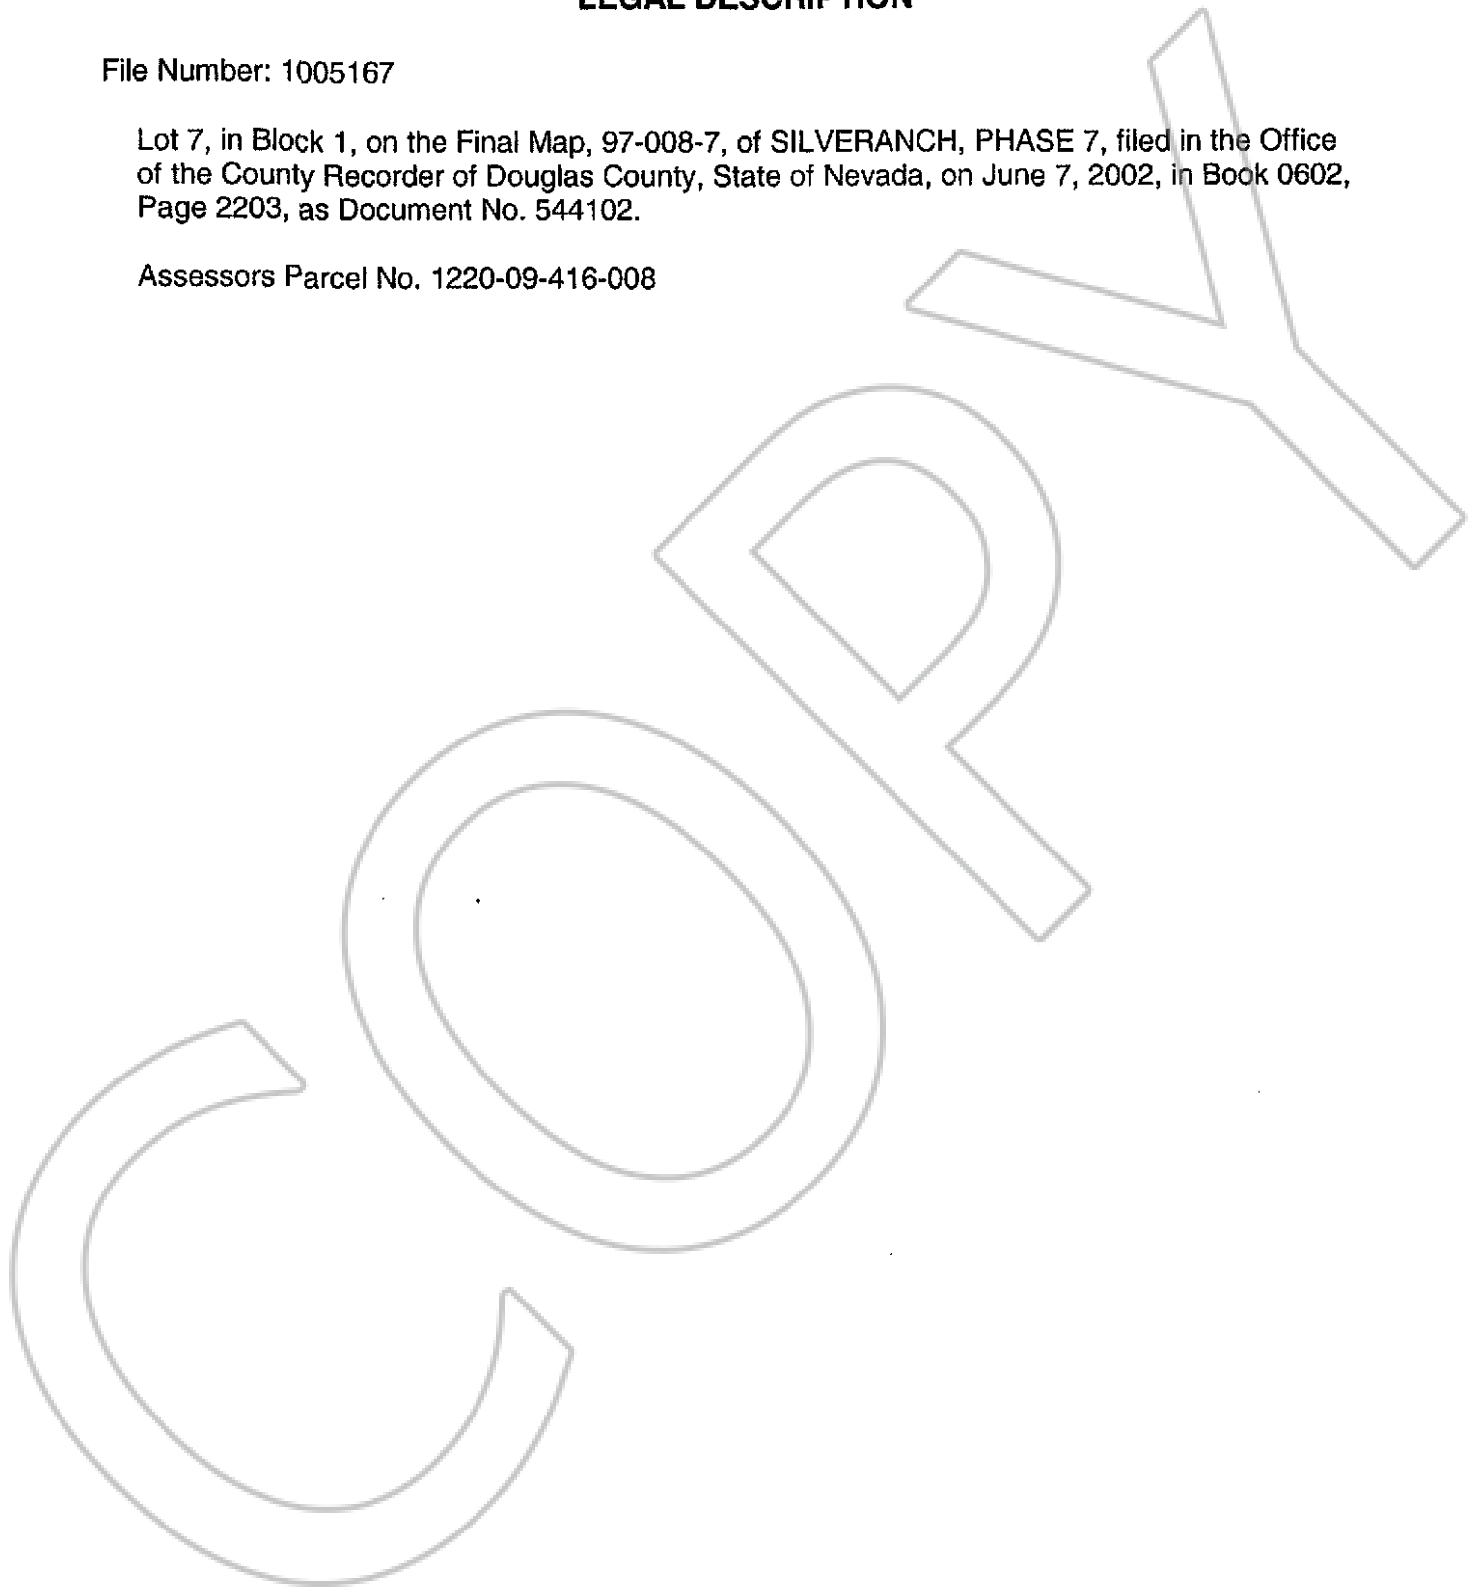 LEGAL DESCRIPTION
File Number: 1005167
Lot 7, in Block 1, on the Final Map, 97-008-7, of SILVERANCH, PHASE 7, filed in the Office
of the County Recorder of Douglas County, State of Nevada, on June 7, 2002, in Book 0602,
Page 2203, as Document No. 544102.
Assessors Parcel No. 1220-09-416-008
COPY